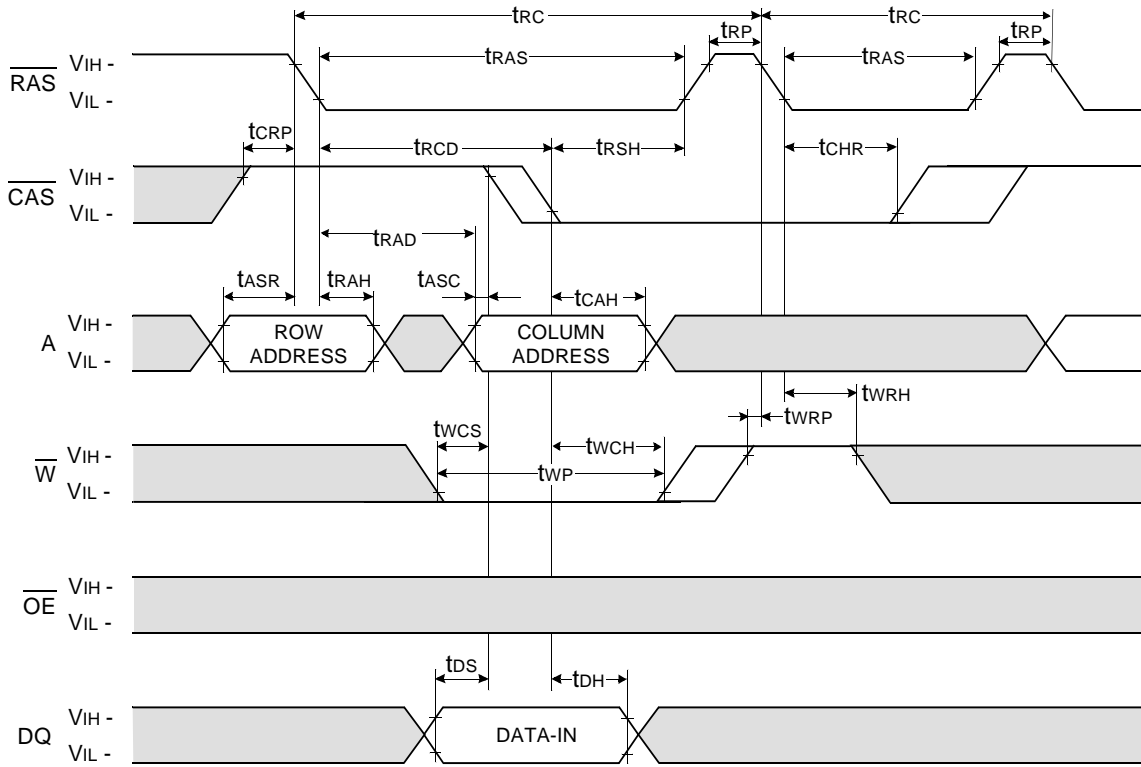 tRC tRC
tRP tRP
RAS VIH - tRAS tRAS
VIL -
tCRP tRCD tRSH tCHR
CAS VIH -
VIL -
tRAD
tASR tRAH tASC tCAH
A VIH - ROW COLUMN
VIL - ADDRESS ADDRESS
tWRH
tWRP
tWCS tWCH
W VIH - tWP
VIL -
OE VIH -
VIL -
tDS tDH
DQ VIH - DATA-IN
VIL -